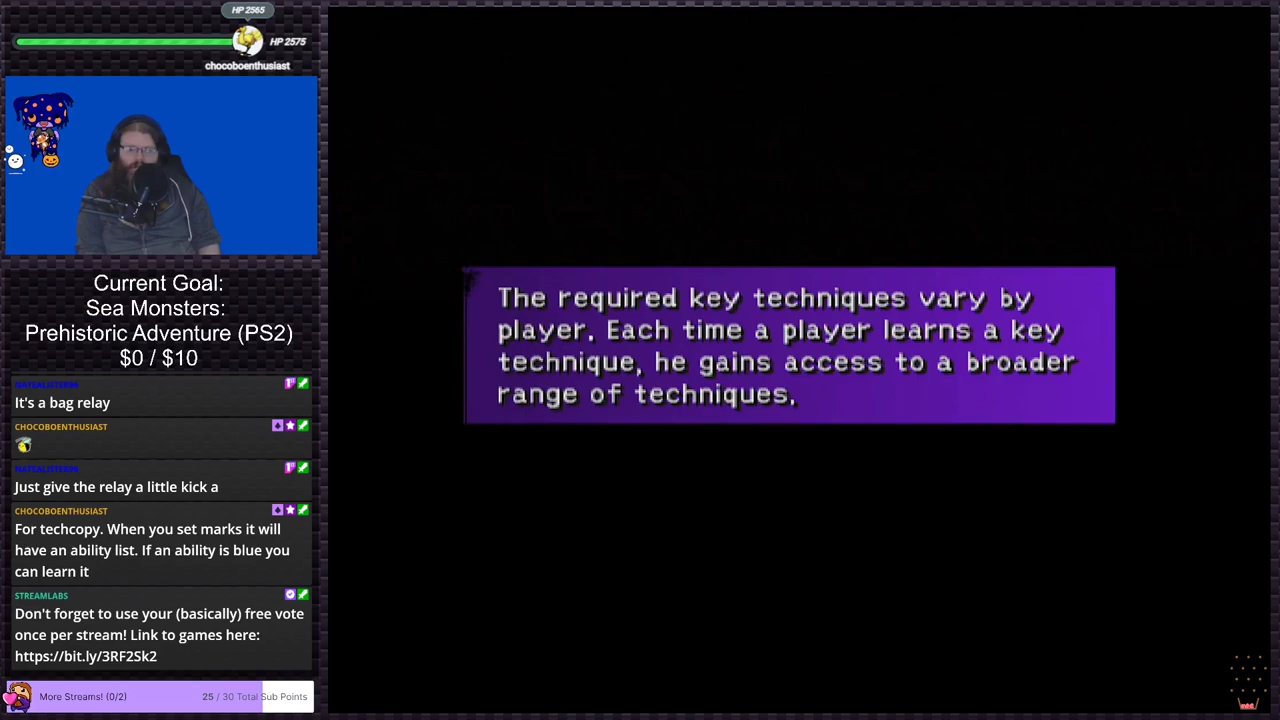 HP 2565
HP 2575
chocoboenthusiast
Current Goal:
Sea Monsters:
Prehistoric Adventure (PS2)
$0 / $10
It's a bag relay
CHOCOBOENTHUSIAST
Just give the relay a little kick a
CHOCOBOENTHUSIAST
For techcopy. When you set marks it will
have an ability list. If an ability is blue you
can learn it
STREAMLABS
Don't forget to use your (basically) free vote
once per stream! Link to games here:
https://bit.ly/3RF2Sk2
More Streams! (0/2)
25 / 30 Total Sub Points
The required key techniques vary by
player. Each time a player learns a key
technique, he gains access to a broader
range of techniques.